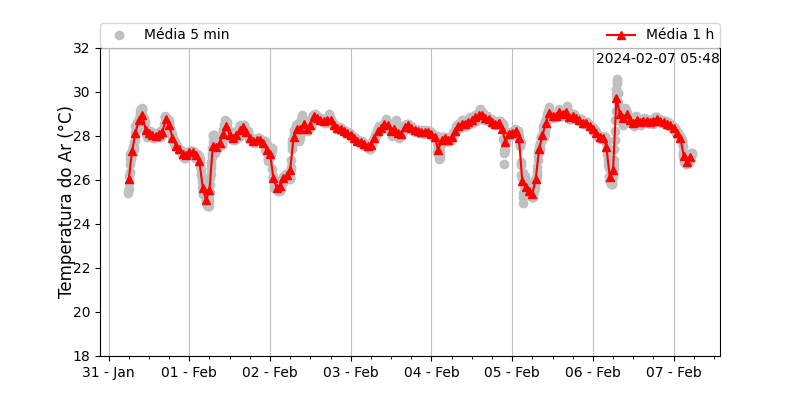 Média 5 min
Média 1 h
2024-02-07 05:48
Temperatura do Ar (°C)
32
30
28
26
24
22
20
18
31 - Jan
01 - Feb
02 - Feb
03 - Feb
04 - Feb
05 - Feb
06 - Feb
07 - Feb